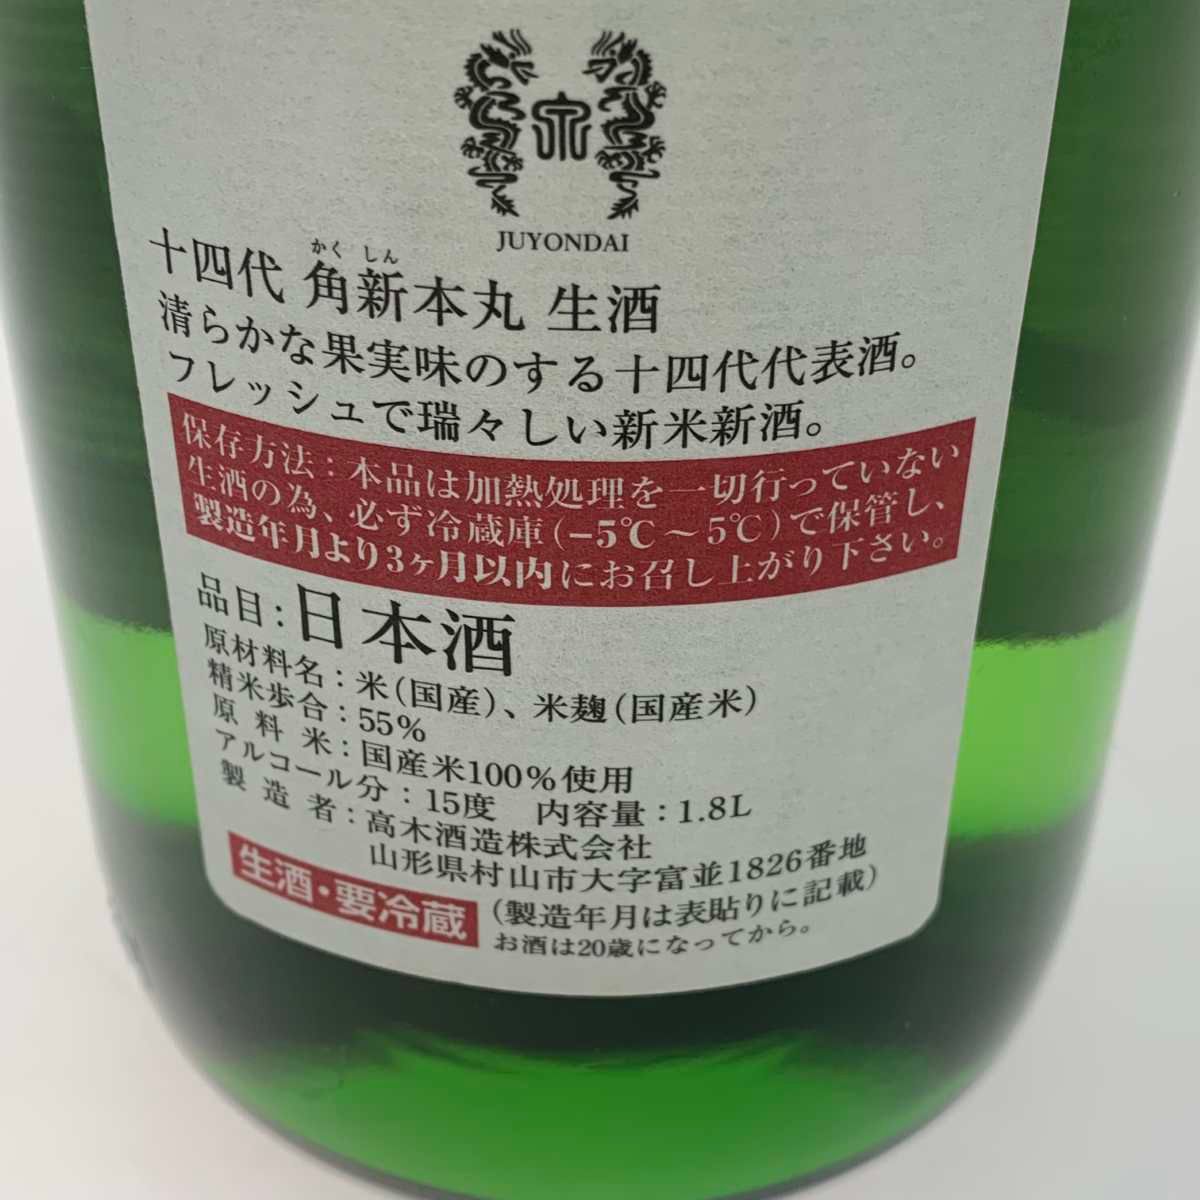 JUYONDAI
かくしん
十四代 角新本丸 生酒
清らかな果実味のする十四代代表酒。
フレッシュで瑞々しい新米新酒。
保存方法：本品は加熱処理を一切行っていない
生酒の為、必ず冷蔵庫(−5℃～5℃)で保管し、
製造年月より3ヶ月以内にお召し上がり下さい。
品目：日本酒
原材料名：米(国産)、米麹(国産米)
精米歩合：55%
原料米：国産米100%使用
アルコール分：15度 内容量：1.8L
製造者：高木酒造株式会社
山形県村山市大字富並1826番地
生酒・要冷蔵
(製造年月は表貼りに記載)
お酒は20歳になってから。